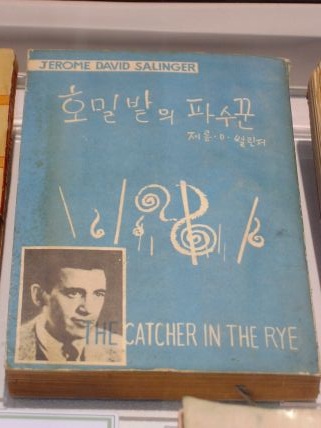 JEROME DAVID SALINGER
호밀밭의 파수꾼
제롬·D·샐린저
THE CATCHER IN THE RYE